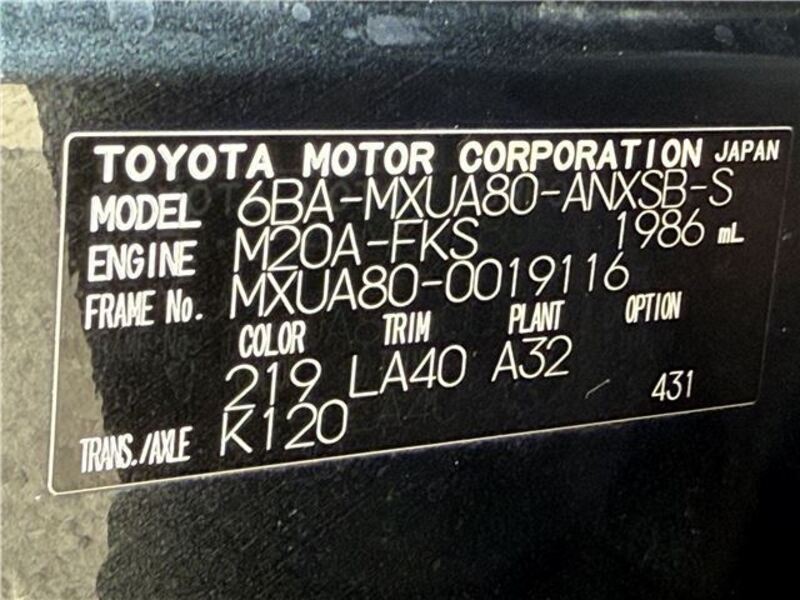 TOYOTA MOTOR CORPORATION JAPAN
MODEL 6BA-MXUA80-ANXSB-S
ENGINE M20A-FKS 1986 mL
FRAME No. MXUA80-0019116
COLOR TRIM PLANT OPTION
219 LA40 A32
TRANS./AXLE K120 431